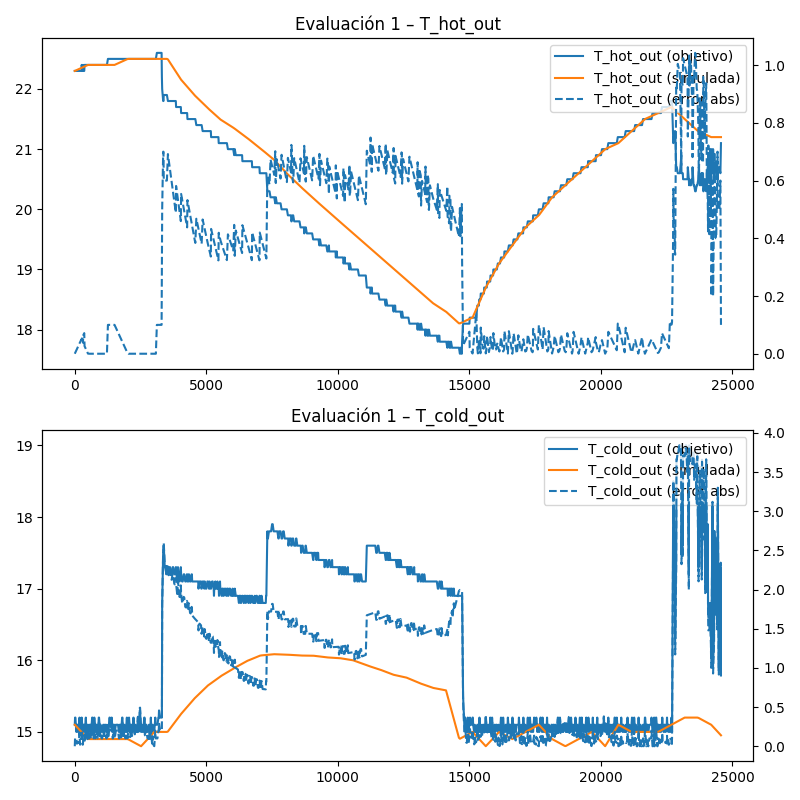 Evaluación 1 – T_hot_out
T_hot_out (objetivo)
T_hot_out (simulada)
T_hot_out (error abs)
22
21
20
19
18
1.0
0.8
0.6
0.4
0.2
0.0
0 5000 10000 15000 20000 25000
Evaluación 1 – T_cold_out
T_cold_out (objetivo)
T_cold_out (simulada)
T_cold_out (error abs)
19
18
17
16
15
4.0
3.5
3.0
2.5
2.0
1.5
1.0
0.5
0.0
0 5000 10000 15000 20000 25000